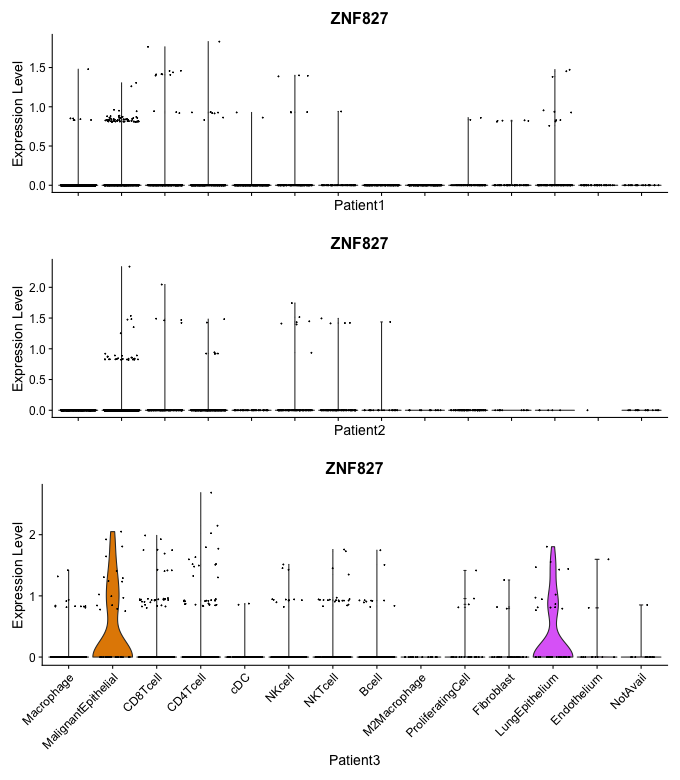 ZNF827
Expression Level
1.5
1.0
0.5
0.0
Patient1
ZNF827
Expression Level
2.0
1.5
1.0
0.5
0.0
Patient2
ZNF827
Expression Level
2
1
0
Macrophage
MalignantEpithelial
CD8Tcell
CD4Tcell
cDC
NKcell
NKTcell
Bcell
M2Macrophage
ProliferatingCell
Fibroblast
LungEpithelium
Endothelium
NotAvail
Patient3